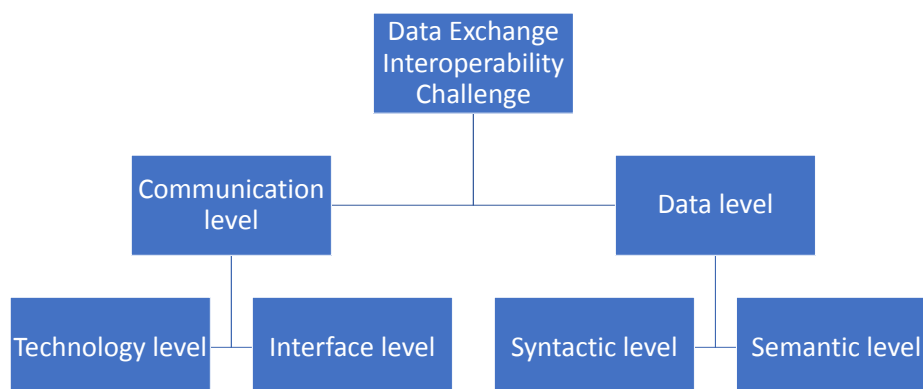 Data Exchange
Interoperability
Challenge
Communication
level
Data level
Technology level
Interface level
Syntactic level
Semantic level